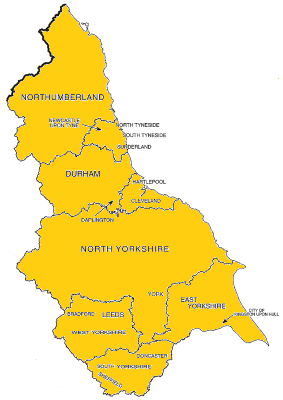 NORTHUMBERLAND
NEWCASTLE
UPON TYNE
NORTH TYNESIDE
SOUTH TYNESIDE
SUNDERLAND
DURHAM
HARTLEPOOL
CLEVELAND
DARLINGTON
NORTH YORKSHIRE
YORK
EAST
YORKSHIRE
CITY OF
KINGSTON UPON HULL
BRADFORD
LEEDS
WEST YORKSHIRE
DONCASTER
SOUTH YORKSHIRE
SHEFFIELD